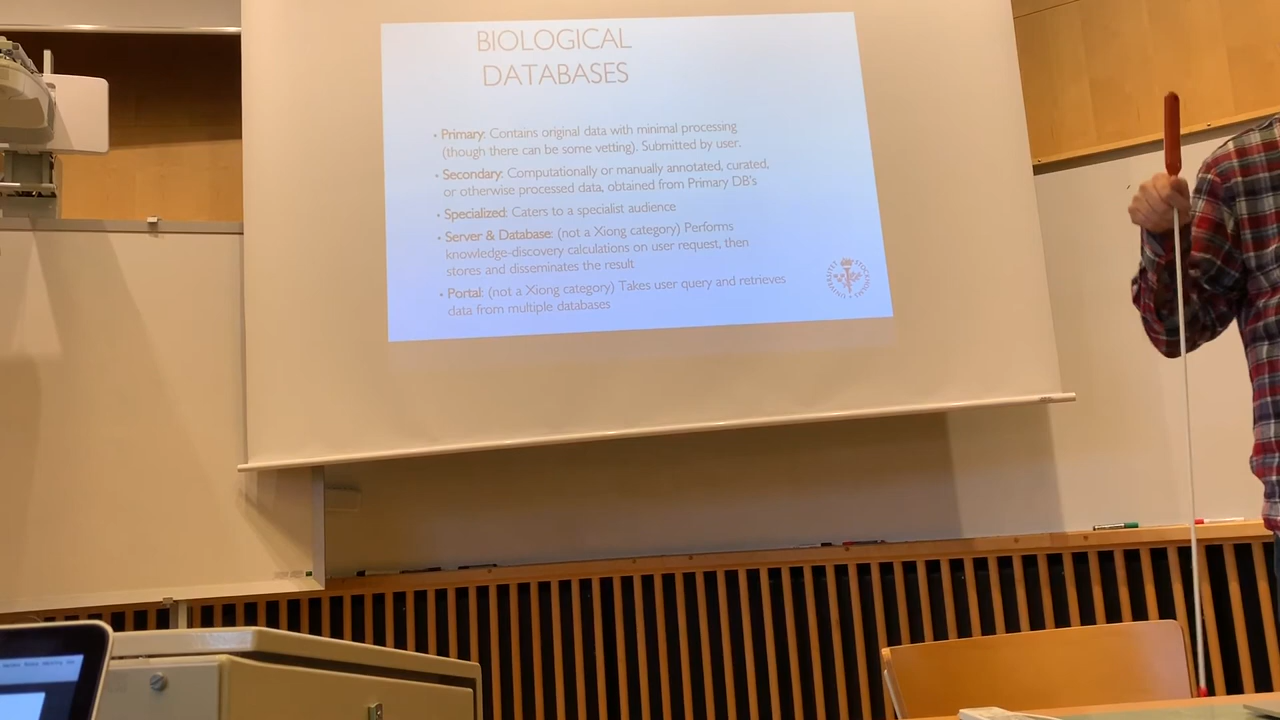 BIOLOGICAL
DATABASES
• Primary: Contains original data with minimal processing
(though there can be some vetting). Submitted by user.
• Secondary: Computationally or manually annotated, curated,
or otherwise processed data, obtained from Primary DB's
• Specialized: Caters to a specialist audience
• Server & Database: (not a Xiong category) Performs
knowledge-discovery calculations on user request, then
stores and disseminates the result
• Portal: (not a Xiong category) Takes user query and retrieves
data from multiple databases
STOCKHOLMS UNIVERSITET